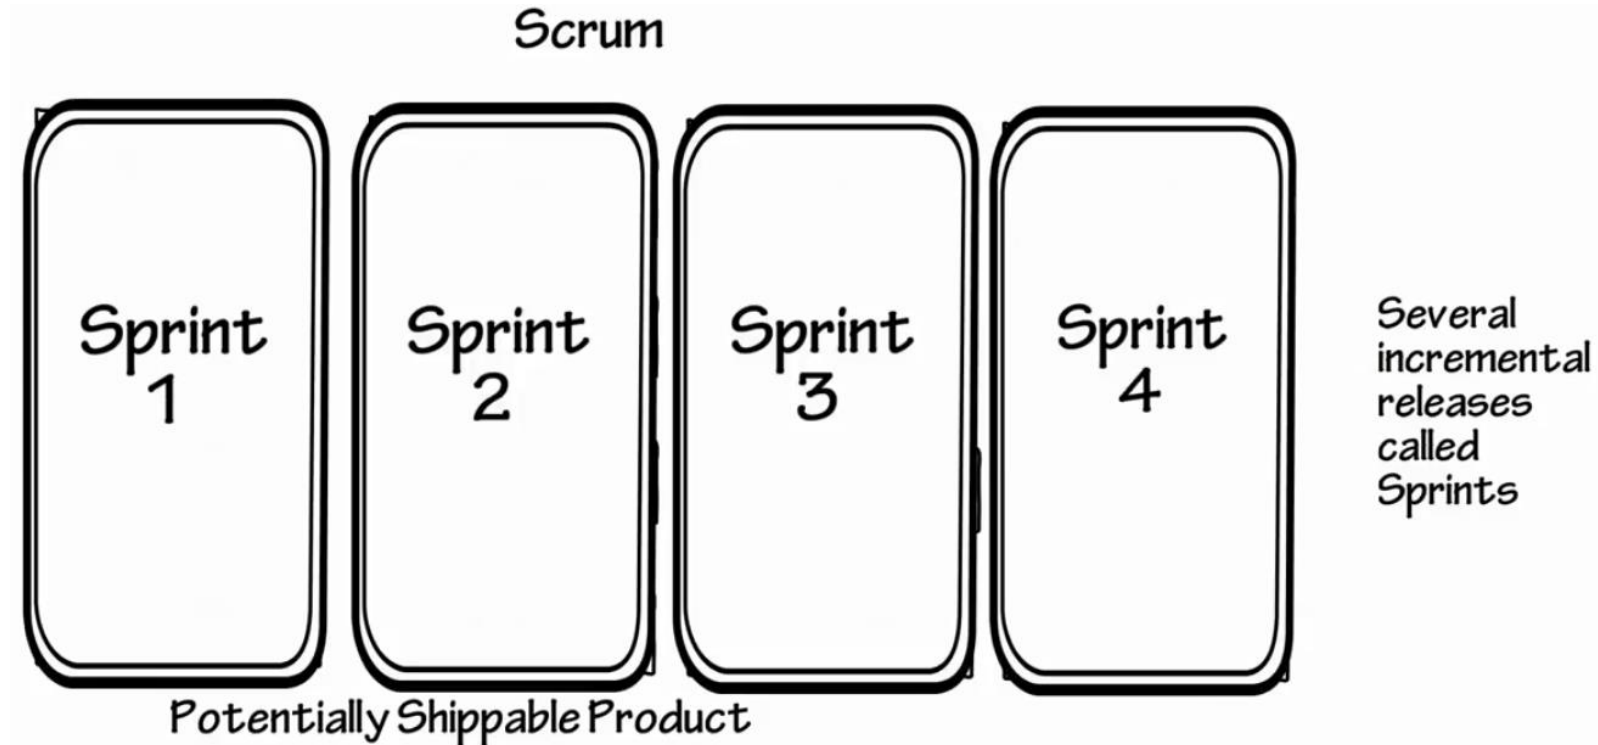 Scrum
Sprint
1
Sprint
2
Sprint
3
Sprint
4
Several
incremental
releases
called
Sprints
Potentially Shippable Product